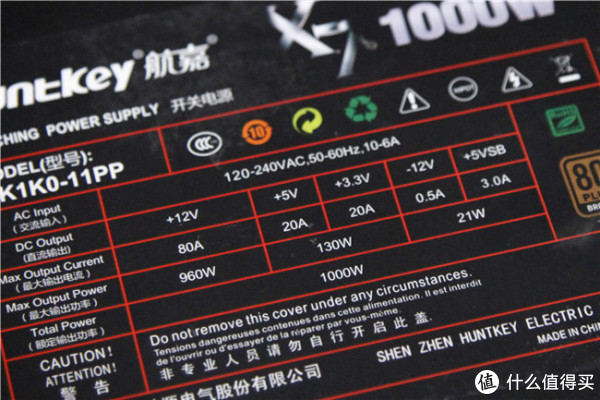 untkey 航嘉 X7 1000W
CHING POWER SUPPLY 开关电源
ODEL(型号):
K1K0-11PP
CCC 10 INPUT
80 PLUS BRO
AC Input (交流输入) 120-240VAC,50-60Hz,10-6A
DC Output (直流输出) +12V +5V +3.3V -12V +5VSB
Max Output Current (最大输出电流) 80A 20A 20A 0.5A 3.0A
Max Output Power (最大输出功率) 960W 130W 21W
Total Power (额定输出功率) 1000W
CAUTION!
ATTENTION!
警告
Do not remove this cover under any circumstances.
Tensions dangereuses contenues dans cette alimentation. Il est interdit
de l'ouvrir ou d'essayer de la réparer par vous-même.
非专业人员请勿自行开启此盖.
源电气股份有限公司
SHEN ZHEN HUNTKEY ELECTRIC
MADE IN CHIN
值 什么值得买